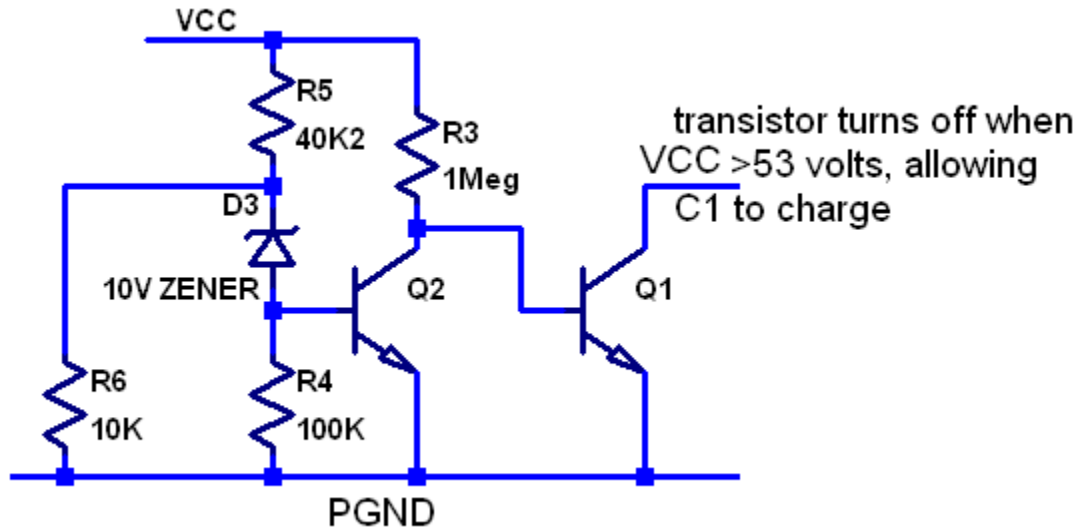 VCC
R5
40K2
R3
1Meg
transistor turns off when
VCC >53 volts, allowing
C1 to charge
D3
10V ZENER
Q2
Q1
R6
10K
R4
100K
PGND